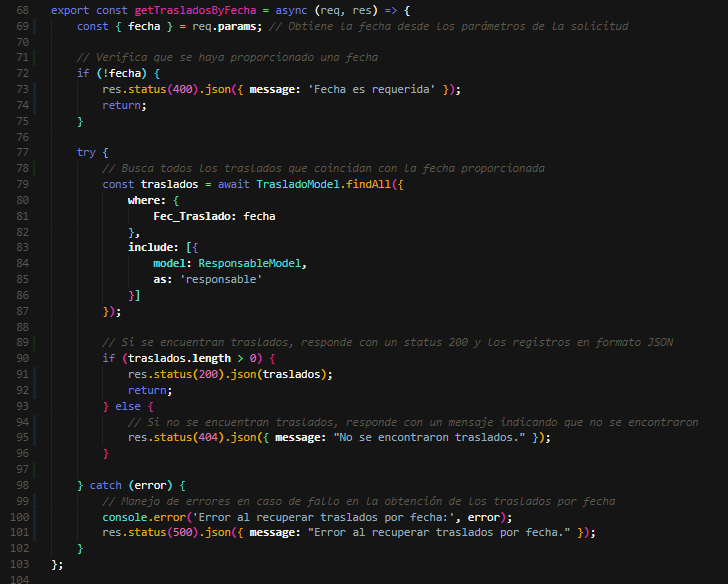 68 export const getTrasladosByFecha = async (req, res) => {
69 const { fecha } = req.params; // Obtiene la fecha desde los parámetros de la solicitud
70
71 // Verifica que se haya proporcionado una fecha
72 if (!fecha) {
73 res.status(400).json({ message: 'Fecha es requerida' });
74 return;
75 }
76
77 try {
78 // Busca todos los traslados que coincidan con la fecha proporcionada
79 const traslados = await TrasladoModel.findAll({
80 where: {
81 Fec_Traslado: fecha
82 },
83 include: [{
84 model: ResponsableModel,
85 as: 'responsable'
86 }]
87 });
88
89 // Si se encuentran traslados, responde con un status 200 y los registros en formato JSON
90 if (traslados.length > 0) {
91 res.status(200).json(traslados);
92 return;
93 } else {
94 // Si no se encuentran traslados, responde con un mensaje indicando que no se encontraron
95 res.status(404).json({ message: "No se encontraron traslados." });
96 }
97
98 } catch (error) {
99 // Manejo de errores en caso de fallo en la obtención de los traslados por fecha
100 console.error('Error al recuperar traslados por fecha:', error);
101 res.status(500).json({ message: "Error al recuperar traslados por fecha." });
102 }
103 };
104